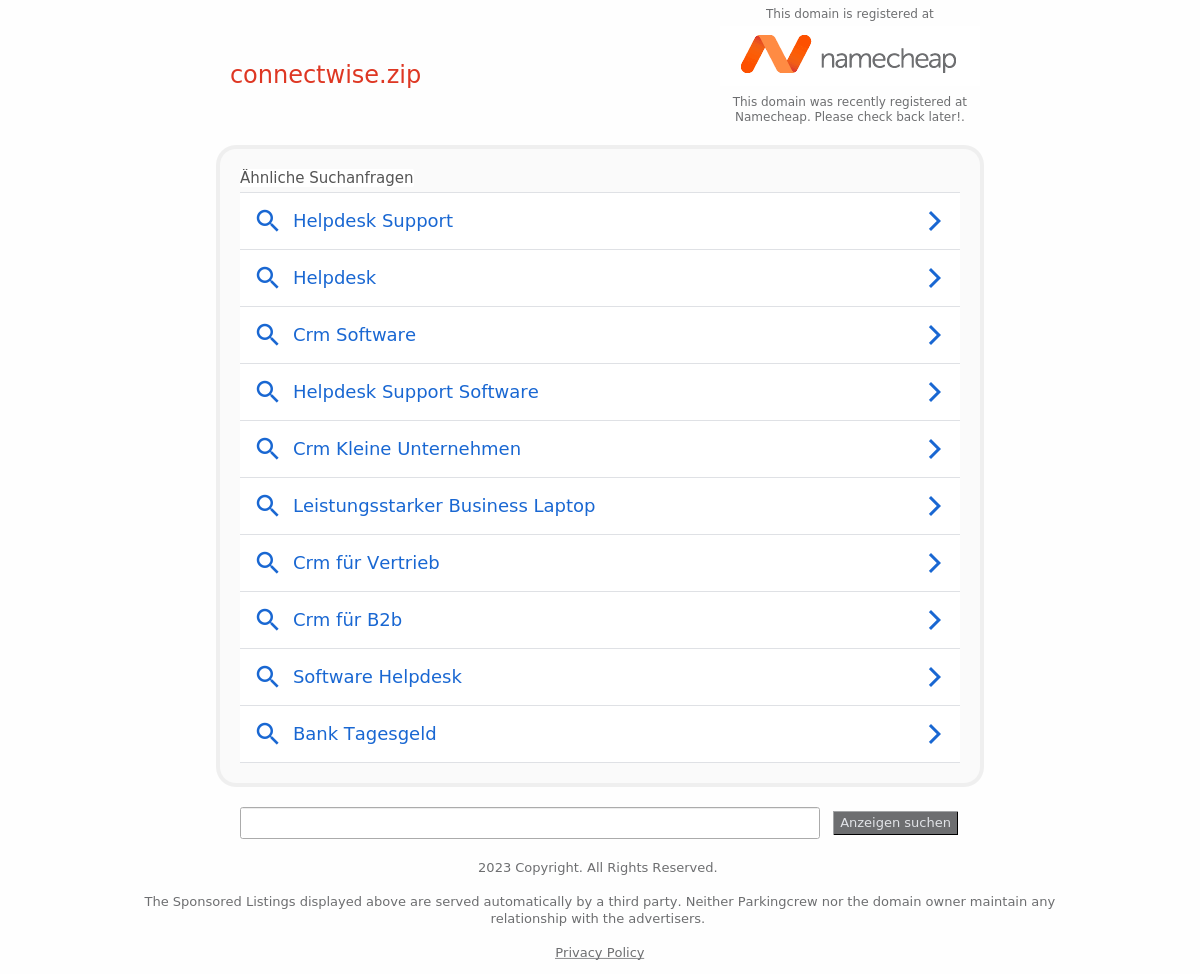 This domain is registered at
namecheap
connectwise.zip
This domain was recently registered at
Namecheap. Please check back later!.
Ähnliche Suchanfragen
Helpdesk Support
Helpdesk
Crm Software
Helpdesk Support Software
Crm Kleine Unternehmen
Leistungsstarker Business Laptop
Crm für Vertrieb
Crm für B2b
Software Helpdesk
Bank Tagesgeld
Anzeigen suchen
2023 Copyright. All Rights Reserved.
The Sponsored Listings displayed above are served automatically by a third party. Neither Parkingcrew nor the domain owner maintain any
relationship with the advertisers.
Privacy Policy